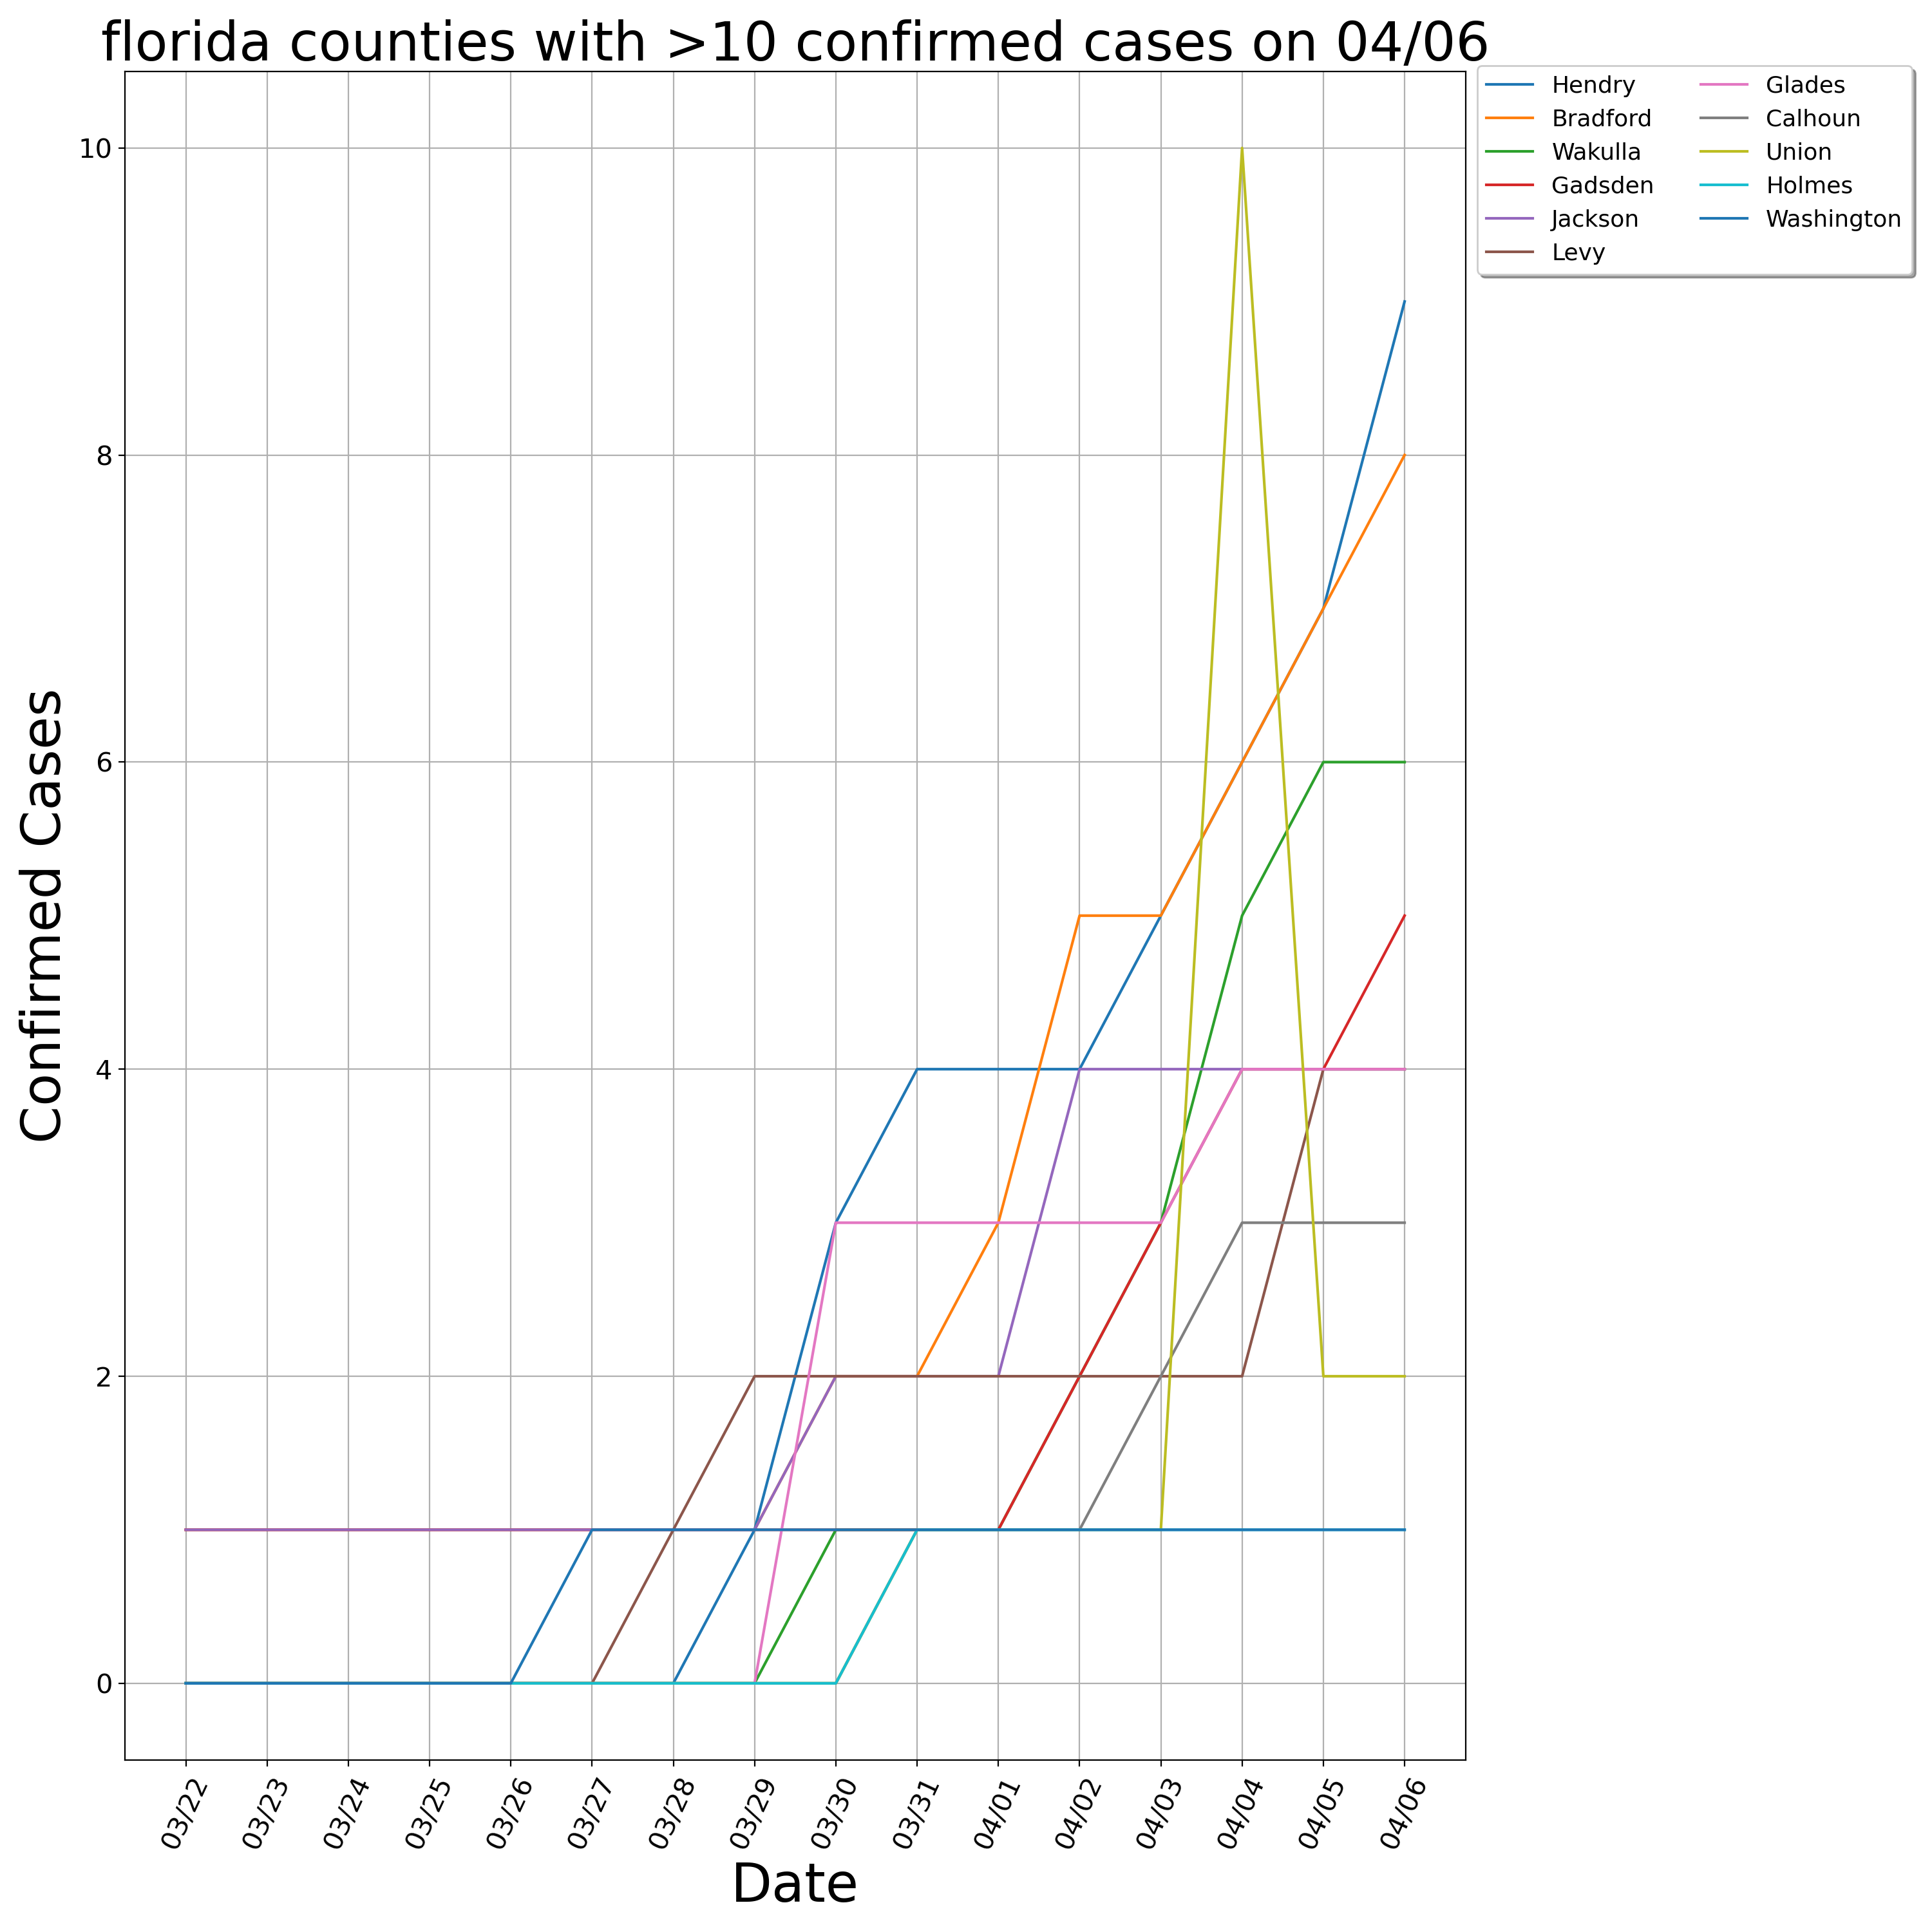 florida counties with >10 confirmed cases on 04/06
Hendry
Bradford
Wakulla
Gadsden
Jackson
Levy
Glades
Calhoun
Union
Holmes
Washington
Confirmed Cases
10
8
6
4
2
0
03/22
03/23
03/24
03/25
03/26
03/27
03/28
03/29
03/30
03/31
04/01
04/02
04/03
04/04
04/05
04/06
Date